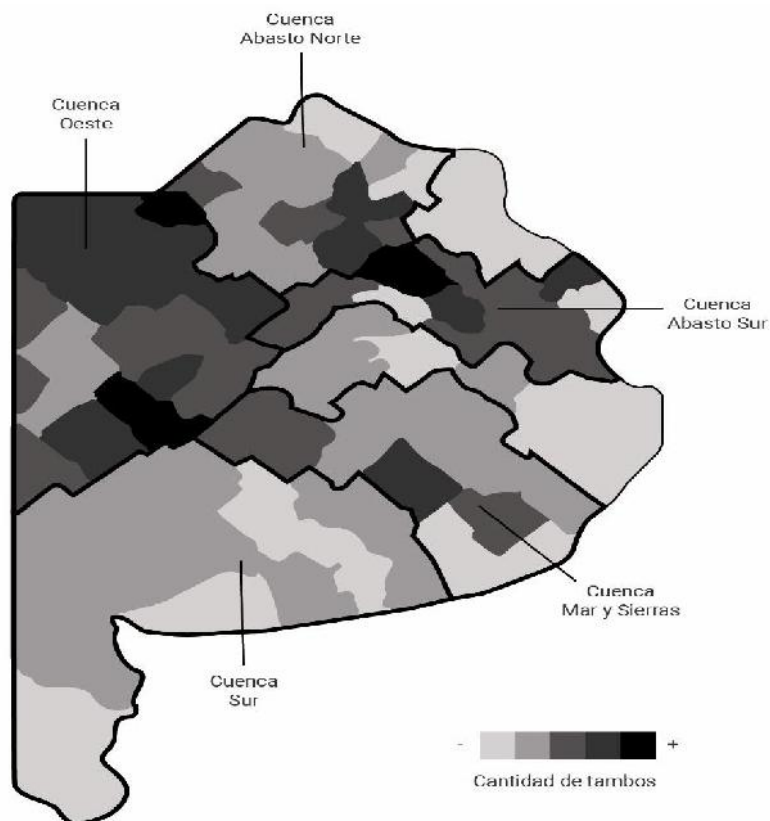 Cuenca
Abasto Norte
Cuenca
Oeste
Cuenca
Abasto Sur
Cuenca
Mar y Sierras
Cuenca
Sur
- +
Cantidad de tambos